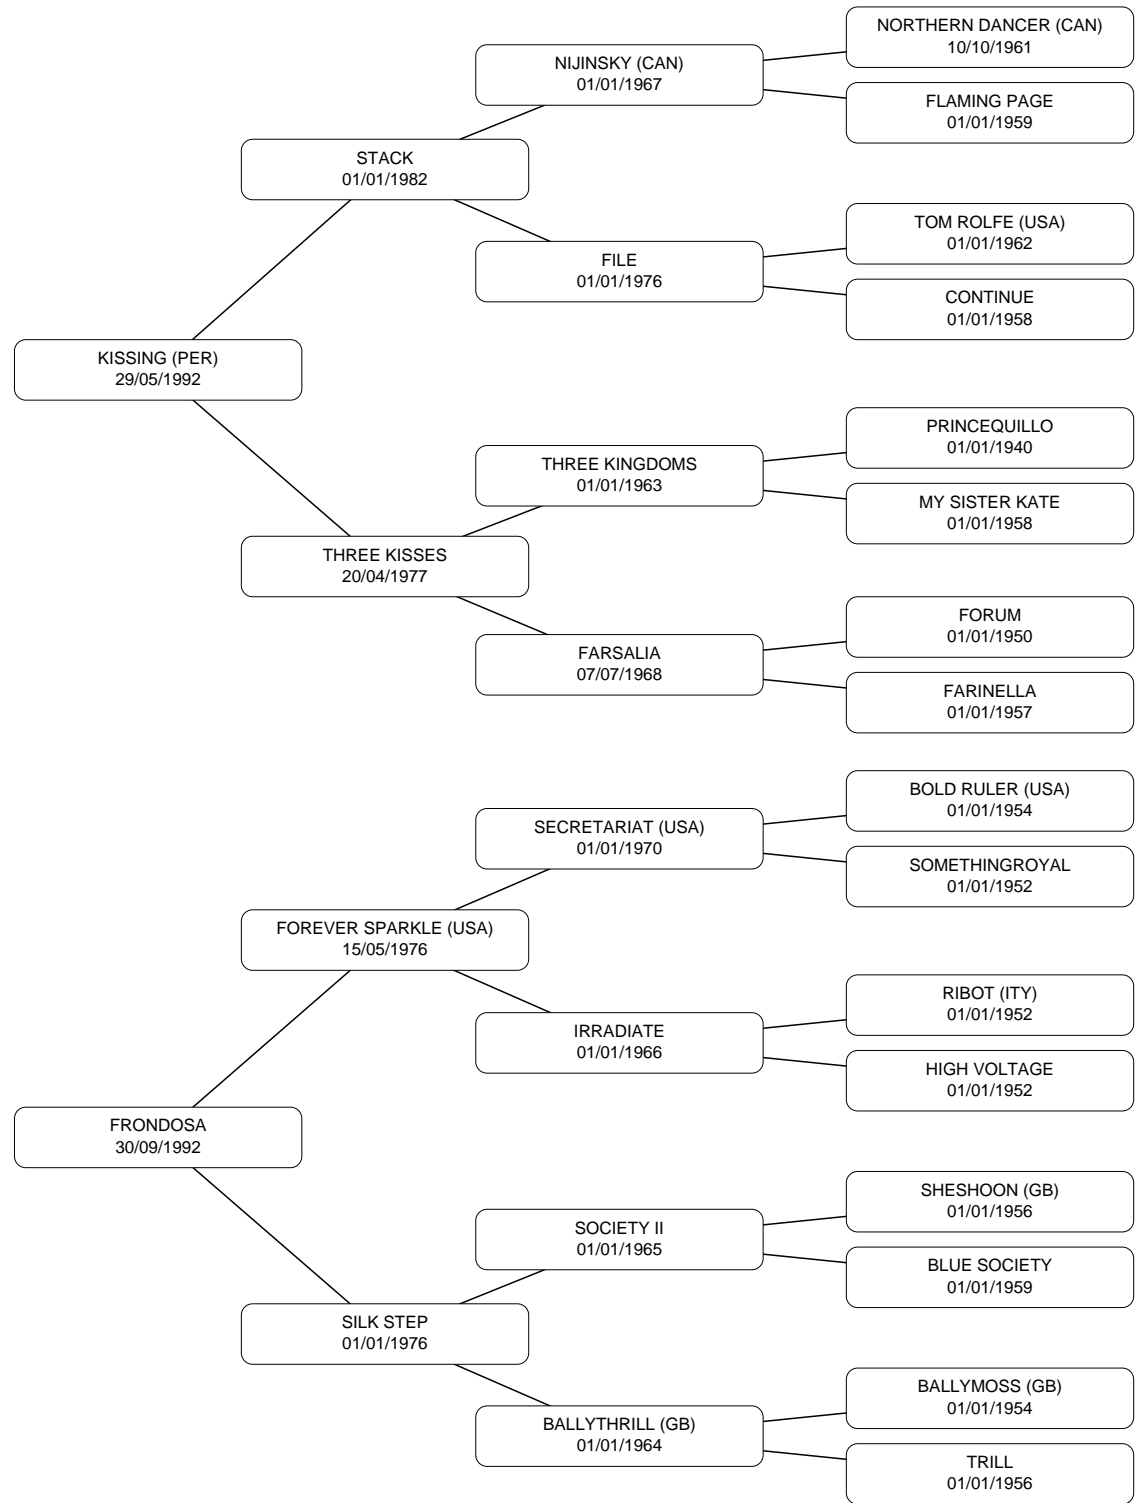 NORTHERN DANCER (CAN)
10/10/1961
NIJINSKY (CAN)
01/01/1967
FLAMING PAGE
01/01/1959
STACK
01/01/1982
TOM ROLFE (USA)
01/01/1962
FILE
01/01/1976
CONTINUE
01/01/1958
KISSING (PER)
29/05/1992
PRINCEQUILLO
01/01/1940
THREE KINGDOMS
01/01/1963
MY SISTER KATE
01/01/1958
THREE KISSES
20/04/1977
FORUM
01/01/1950
FARSALIA
07/07/1968
FARINELLA
01/01/1957
BOLD RULER (USA)
01/01/1954
SECRETARIAT (USA)
01/01/1970
SOMETHINGROYAL
01/01/1952
FOREVER SPARKLE (USA)
15/05/1976
RIBOT (ITY)
01/01/1952
IRRADIATE
01/01/1966
HIGH VOLTAGE
01/01/1952
FRONDOSA
30/09/1992
SHESHOON (GB)
01/01/1956
SOCIETY II
01/01/1965
BLUE SOCIETY
01/01/1959
SILK STEP
01/01/1976
BALLYMOSS (GB)
01/01/1954
BALLYTHRILL (GB)
01/01/1964
TRILL
01/01/1956